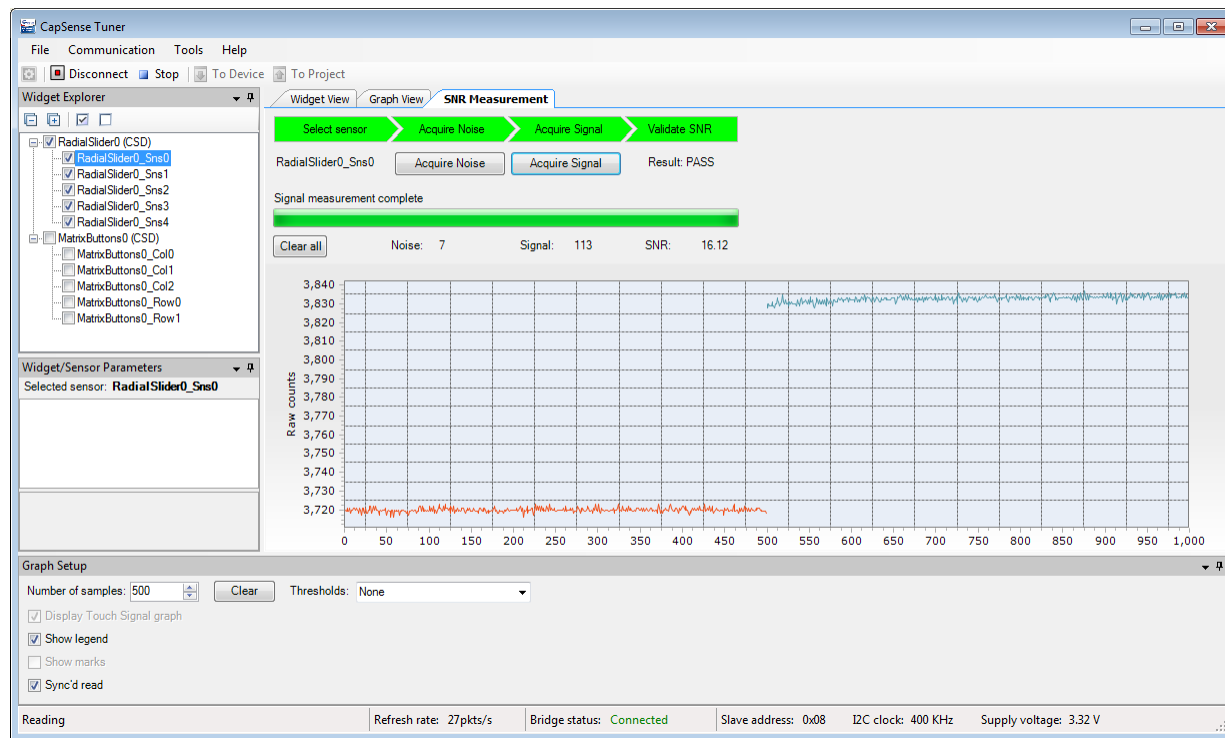 CapSense Tuner
File Communication Tools Help
Disconnect Stop To Device To Project
Widget Explorer
RadialSlider0 (CSD)
RadialSlider0_Sns0
RadialSlider0_Sns1
RadialSlider0_Sns2
RadialSlider0_Sns3
RadialSlider0_Sns4
MatrixButtons0 (CSD)
MatrixButtons0_Col0
MatrixButtons0_Col1
MatrixButtons0_Col2
MatrixButtons0_Row0
MatrixButtons0_Row1
Widget/Sensor Parameters
Selected sensor: RadialSlider0_Sns0
Widget View Graph View SNR Measurement
Select sensor Acquire Noise Acquire Signal Validate SNR
RadialSlider0_Sns0 Acquire Noise Acquire Signal Result: PASS
Signal measurement complete
Clear all Noise: 7 Signal: 113 SNR: 16.12
Raw counts
3,840
3,830
3,820
3,810
3,800
3,790
3,780
3,770
3,760
3,750
3,740
3,730
3,720
0 50 100 150 200 250 300 350 400 450 500 550 600 650 700 750 800 850 900 950 1,000
Graph Setup
Number of samples: 500 Clear Thresholds: None
Display Touch Signal graph
Show legend
Show marks
Sync'd read
Reading Refresh rate: 27pkts/s Bridge status: Connected Slave address: 0x08 I2C clock: 400 KHz Supply voltage: 3.32 V